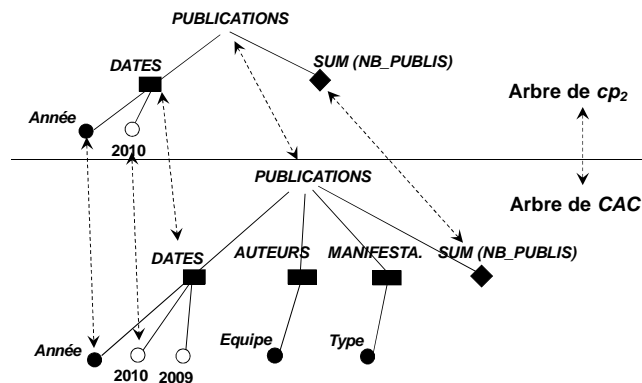 PUBLICATIONS
DATES
SUM (NB_PUBLIS)
Arbre de cp2
Année
2010
PUBLICATIONS
Arbre de CAC
DATES
AUTEURS
MANIFESTA.
SUM (NB_PUBLIS)
Année
Equipe
Type
2010
2009